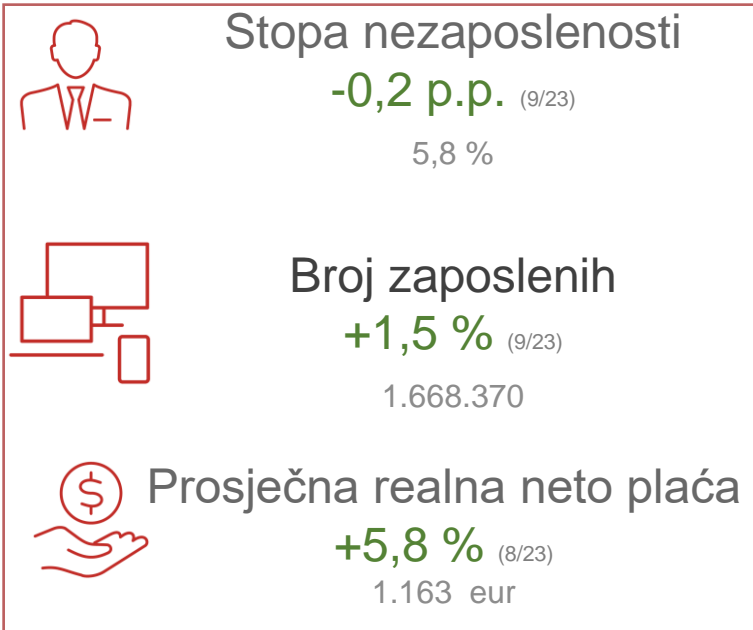 Stopa nezaposlenosti
-0,2 p.p. (9/23)
5,8 %
Broj zaposlenih
+1,5 % (9/23)
1.668.370
$ Prosječna realna neto plaća
+5,8 % (8/23)
1.163 eur